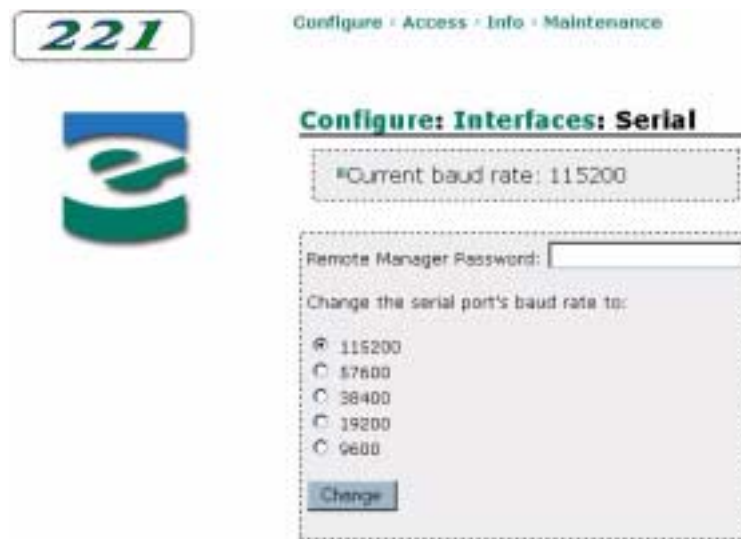 221
Configure · Access · Info · Maintenance
Configure: Interfaces: Serial
Current baud rate: 115200
Remote Manager Password:
Change the serial port's baud rate to:
115200
57600
38400
19200
9600
Change